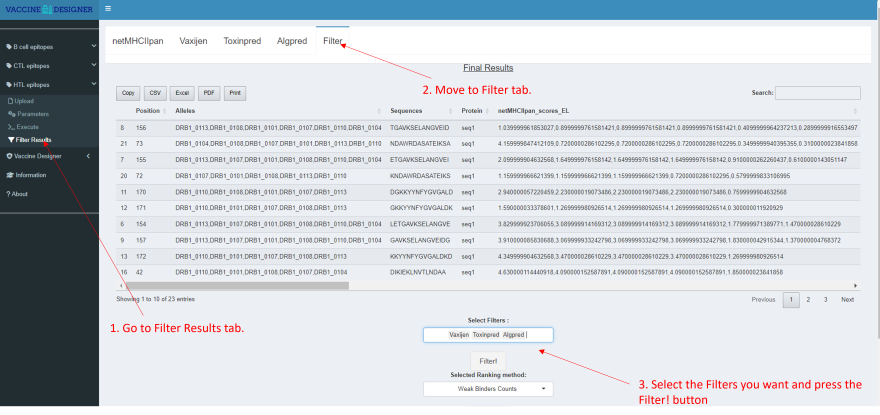 VACCINE DESIGNER
netMHCIIpan Vaxijen Toxinpred Algpred Filter
B cell epitopes
CTL epitopes
HTL epitopes
Upload
Parameters
Execute
Filter Results
Vaccine Designer
Information
? About
Final Results
2. Move to Filter tab.
Copy CSV Excel PDF Print
Search:
Position Alleles Sequences Protein netMHCIIpan_scores_EL
8 156 DRB1_0113,DRB1_0108,DRB1_0101,DRB1_0107,DRB1_0110,DRB1_0104 TGAVKSELANGVEID seq1 1.039999961853027,0.8999999761581421,0.8999999761581421,0.8999999761581421,0.4099999964237213,0.2899999916553497
21 73 DRB1_0104,DRB1_0108,DRB1_0107,DRB1_0101,DRB1_0113,DRB1_0110 NDAWRDASATEIKSA seq1 4.159999847412109,0.7200000286102295,0.7200000286102295,0.7200000286102295,0.3499999940395355,0.310000023841858
7 155 DRB1_0113,DRB1_0107,DRB1_0101,DRB1_0108,DRB1_0110,DRB1_0104 ETGAVKSELANGVEI seq1 2.099999904632568,1.649999976158142,1.649999976158142,1.649999976158142,0.9100000262260437,0.6100000143051147
20 72 DRB1_0107,DRB1_0101,DRB1_0108,DRB1_0113,DRB1_0110 KNDAWRDASATEIKS seq1 1.159999966621399,1.159999966621399,1.159999966621399,0.7200000286102295,0.5799999833106995
11 170 DRB1_0110,DRB1_0108,DRB1_0101,DRB1_0107,DRB1_0113 DGKKYYNFYGVGALD seq1 2.940000057220459,2.230000019073486,2.230000019073486,2.230000019073486,0.7599999904632568
12 171 DRB1_0110,DRB1_0107,DRB1_0101,DRB1_0108,DRB1_0113 GKKYYNFYGVGALDK seq1 1.590000033378601,1.269999980926514,1.269999980926514,1.269999980926514,0.300000011920929
6 154 DRB1_0113,DRB1_0107,DRB1_0101,DRB1_0108,DRB1_0110,DRB1_0104 LETGAVKSELANGVE seq1 3.829999923706055,3.089999914169312,3.089999914169312,3.089999914169312,1.779999971389771,1.470000028610229
9 157 DRB1_0113,DRB1_0101,DRB1_0107,DRB1_0108,DRB1_0104,DRB1_0110 GAVKSELANGVEIDG seq1 3.910000085830688,3.069999933242798,3.069999933242798,3.069999933242798,1.830000042915344,1.370000004768372
13 172 DRB1_0110,DRB1_0101,DRB1_0107,DRB1_0108,DRB1_0113 KKYYNFYGVGALDKD seq1 4.349999904632568,3.470000028610229,3.470000028610229,3.470000028610229,1.269999980926514
16 42 DRB1_0110,DRB1_0101,DRB1_0108,DRB1_0107,DRB1_0104 DIKIEKLNVTLNDAA seq1 4.630000114440918,4.090000152587891,4.090000152587891,4.090000152587891,1.850000023841858
Showing 1 to 10 of 23 entries
Previous 1 2 3 Next
1. Go to Filter Results tab.
Select Filters :
Vaxijen Toxinpred Algpred
Filter!
Selected Ranking method:
Weak Binders Counts
3. Select the Filters you want and press the
Filter! button